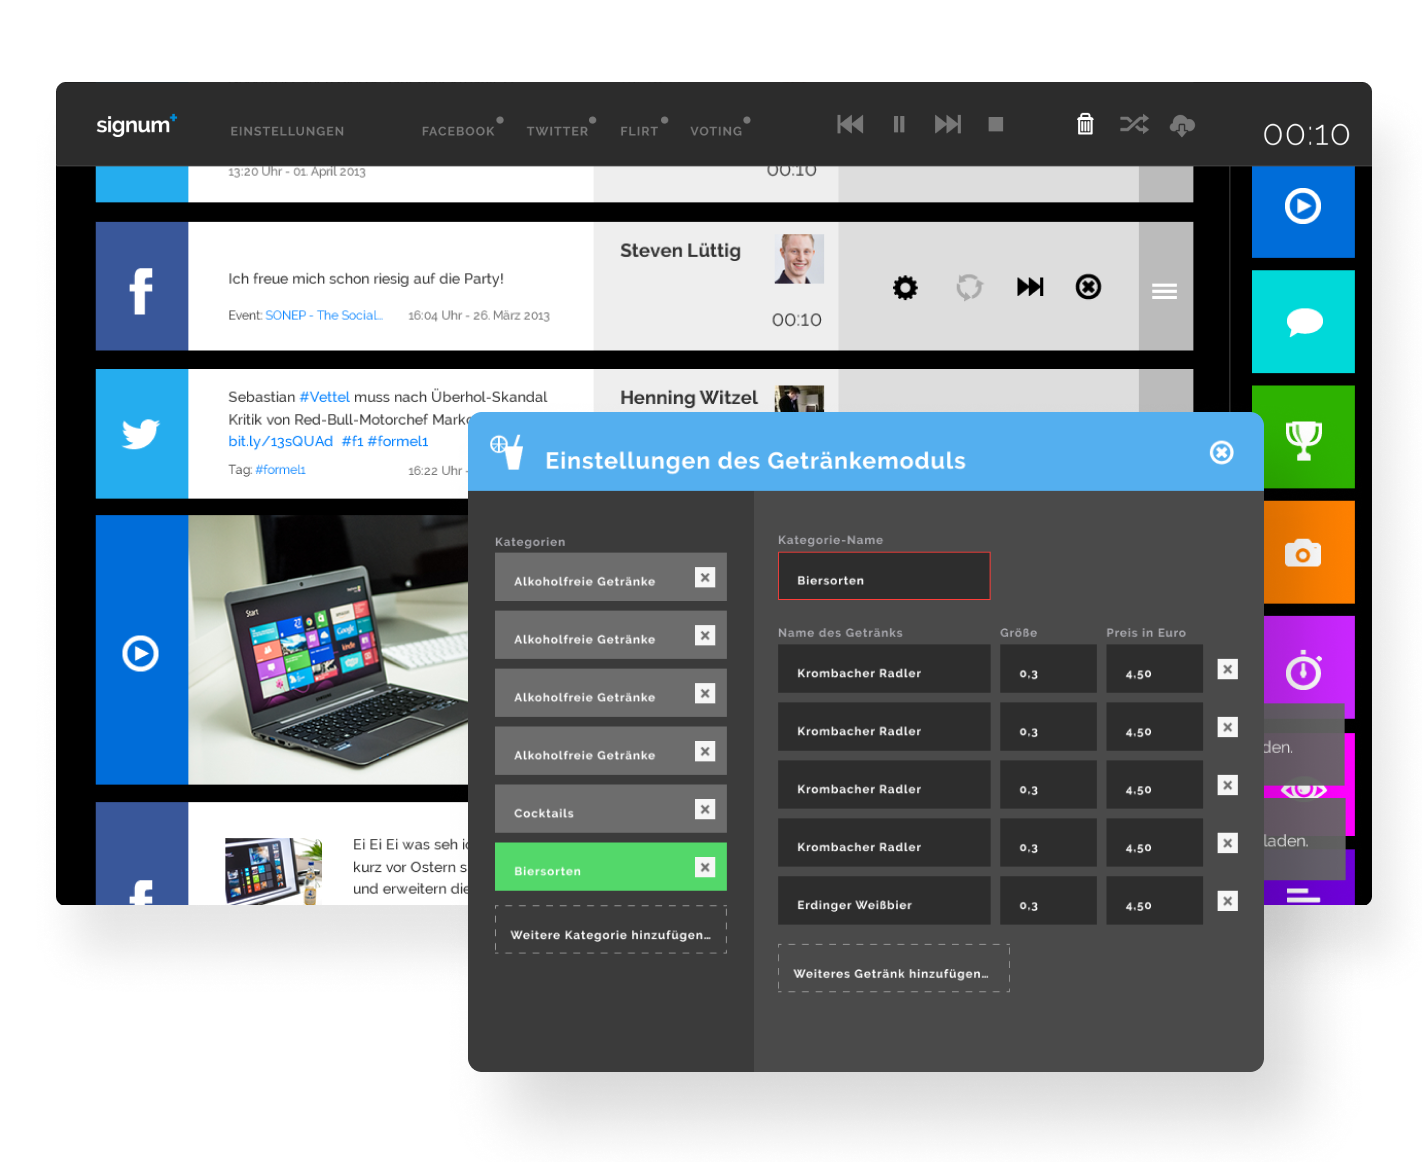 signum+
EINSTELLUNGEN
FACEBOOK
TWITTER
FLIRT
VOTING
00:10
13:20 Uhr - 01. April 2013
00:10
Ich freue mich schon riesig auf die Party!
Event: SONEP - The Social...
16:04 Uhr - 26. März 2013
Steven Lüttig
00:10
Sebastian #Vettel muss nach Überhol-Skandal
Kritik von Red-Bull-Motorchef Marko
bit.ly/13sQUAd #f1 #formel1
Tag: #formel1
16:22 Uhr -
Henning Witzel
Start
Google
kindle
Ei Ei Ei was seh ic
kurz vor Ostern s
und erweitern die
den.
laden.
Einstellungen des Getränkemoduls
Kategorien
Alkoholfreie Getränke
Alkoholfreie Getränke
Alkoholfreie Getränke
Alkoholfreie Getränke
Cocktails
Biersorten
Weitere Kategorie hinzufügen...
Kategorie-Name
Biersorten
Name des Getränks
Größe
Preis in Euro
Krombacher Radler 0,3 4,50
Krombacher Radler 0,3 4,50
Krombacher Radler 0,3 4,50
Krombacher Radler 0,3 4,50
Erdinger Weißbier 0,3 4,50
Weiteres Getränk hinzufügen...